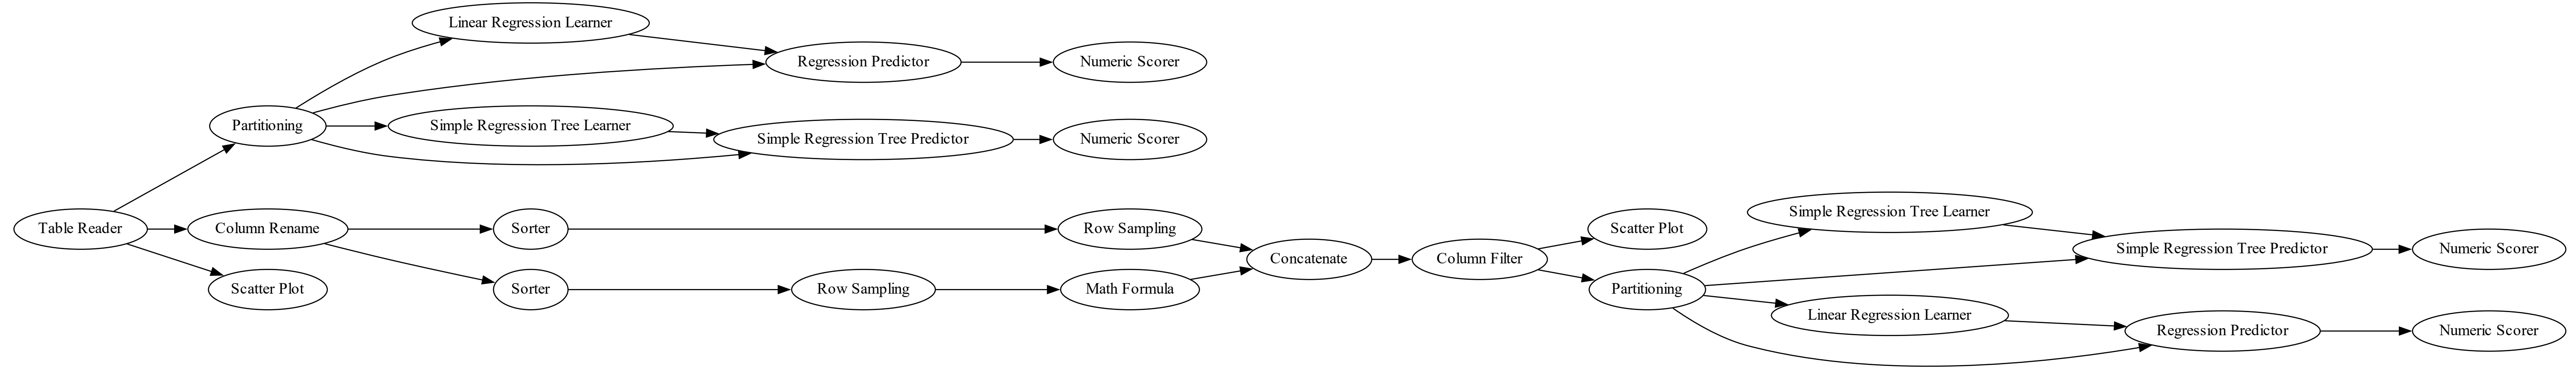 Linear Regression Learner
Regression Predictor
Numeric Scorer
Partitioning
Simple Regression Tree Learner
Simple Regression Tree Predictor
Numeric Scorer
Table Reader
Column Rename
Sorter
Row Sampling
Scatter Plot
Sorter
Row Sampling
Math Formula
Concatenate
Column Filter
Scatter Plot
Partitioning
Simple Regression Tree Learner
Simple Regression Tree Predictor
Numeric Scorer
Linear Regression Learner
Regression Predictor
Numeric Scorer